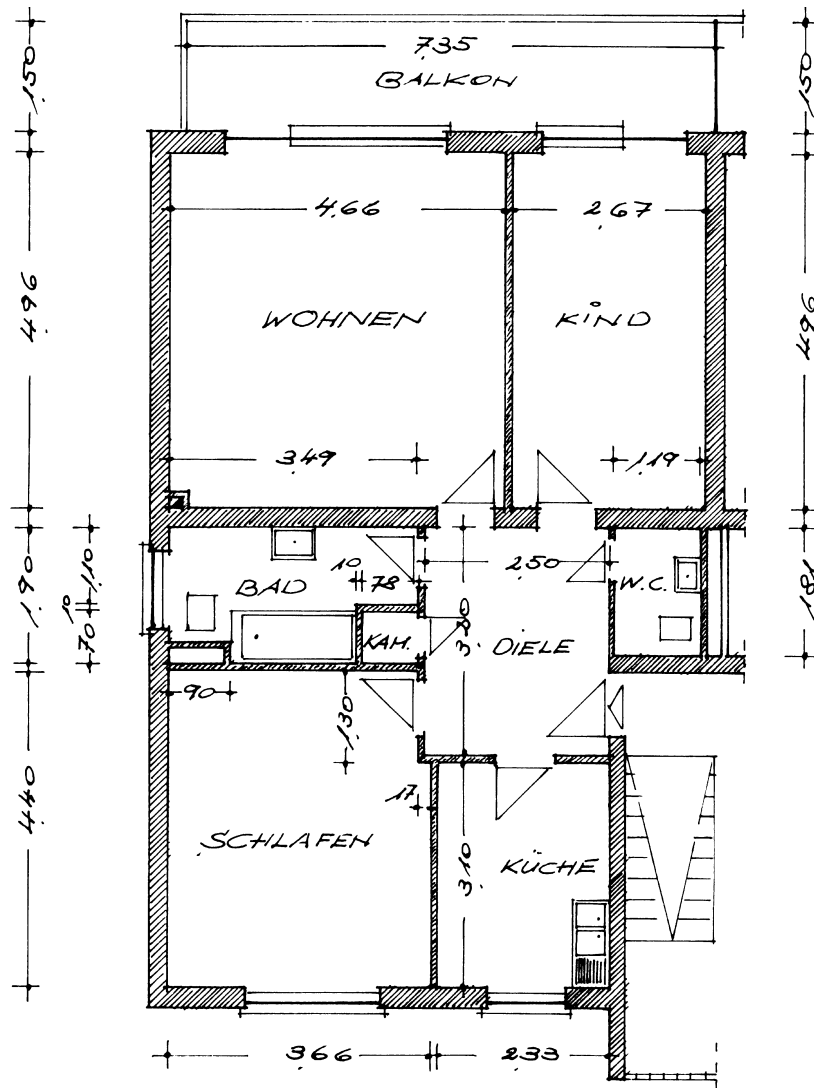 7.35
BALKON
1.50
1.50
4.66
2.67
4.96
WOHNEN
KIND
4.96
3.49
1.19
1.90
1.10
10
70
BAD
10
78
2.50
W.C.
1.81
KAM.
3.30
DIELE
90
1.30
4.40
17
SCHLAFEN
3.10
KÜCHE
3.66
2.33